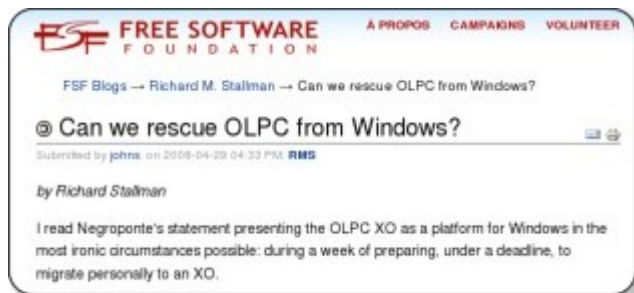 FSF FREE SOFTWARE
FOUNDATION
À PROPOS CAMPAIGNS VOLUNTEER
FSF Blogs → Richard M. Stallman → Can we rescue OLPC from Windows?
Can we rescue OLPC from Windows?
Submitted by johns, on 2008-04-29 04:33 PM. RMS
by Richard Stallman
I read Negroponte's statement presenting the OLPC XO as a platform for Windows in the
most ironic circumstances possible: during a week of preparing, under a deadline, to
migrate personally to an XO.